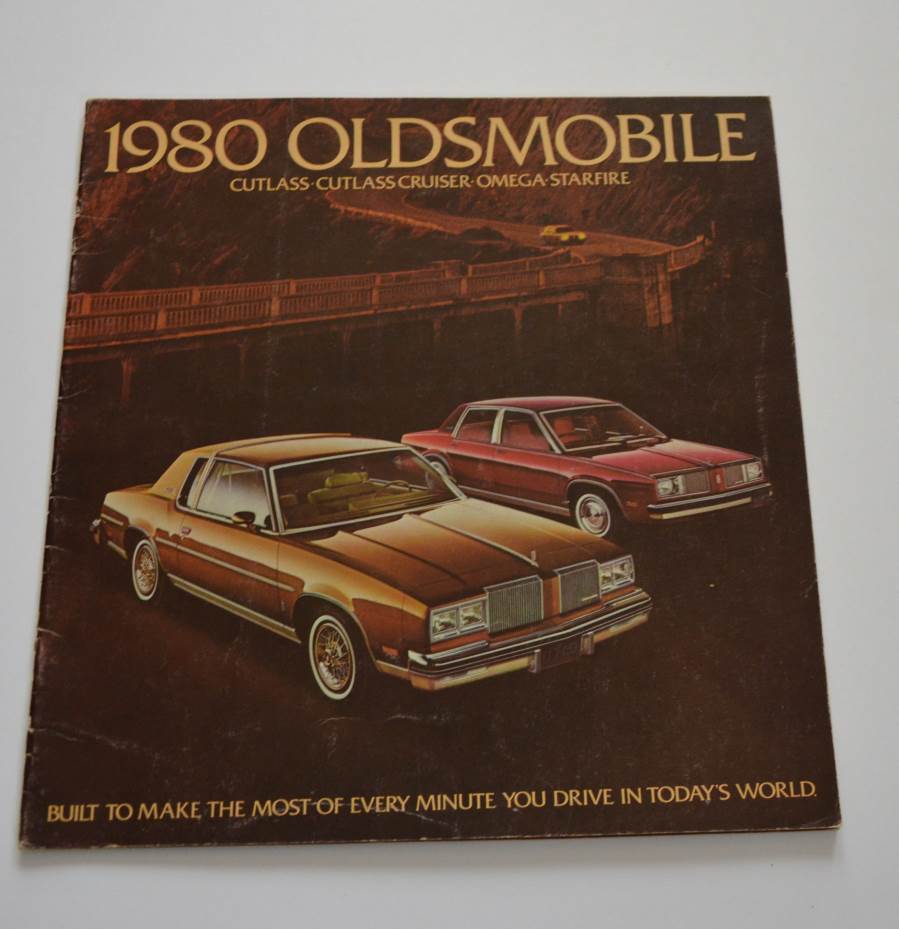 1980 OLDSMOBILE
CUTLASS·CUTLASS CRUISER·OMEGA·STARFIRE
BUILT TO MAKE THE MOST OF EVERY MINUTE YOU DRIVE IN TODAY'S WORLD.